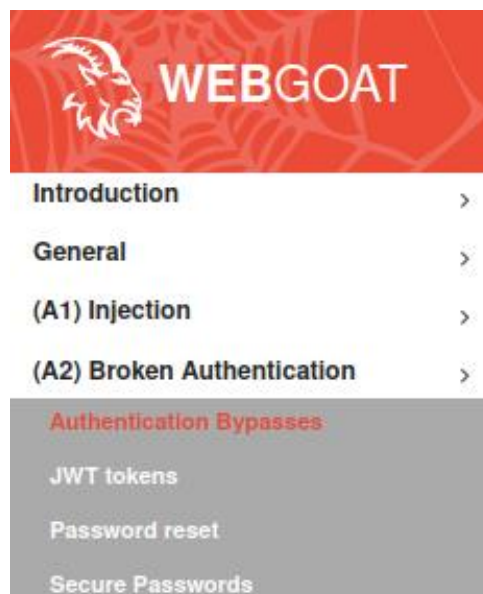 WEBGOAT
Introduction
General
(A1) Injection
(A2) Broken Authentication
Authentication Bypasses
JWT tokens
Password reset
Secure Passwords